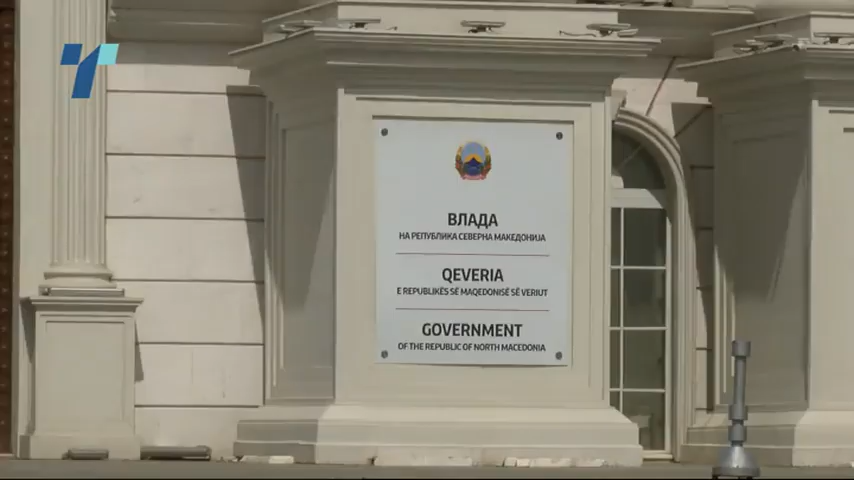 ВЛАДА
НА РЕПУБЛИКА СЕВЕРНА МАКЕДОНИЈА
QEVERIA
E REPUBLIKËS SË MAQEDONISË SË VERIUT
GOVERNMENT
OF THE REPUBLIC OF NORTH MACEDONIA